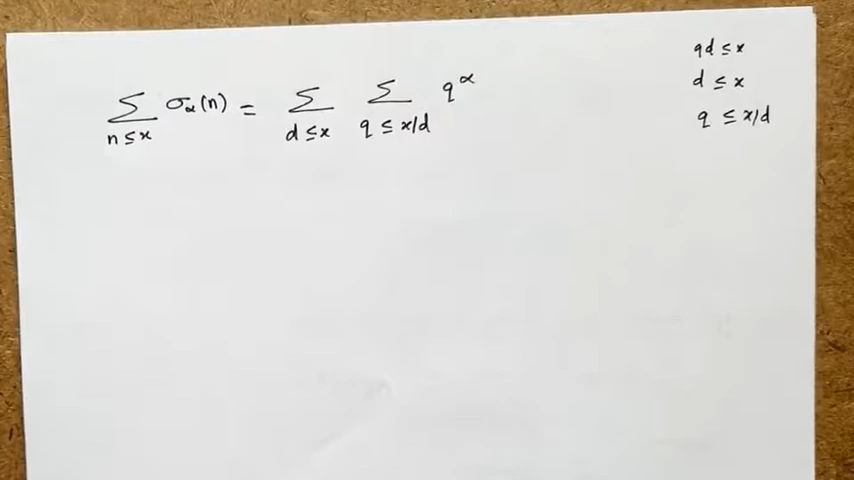 ∑_{n≤x} σ_α(n) = ∑_{d≤x} ∑_{q≤x/d} q^α
qd ≤ x
d ≤ x
q ≤ x/d